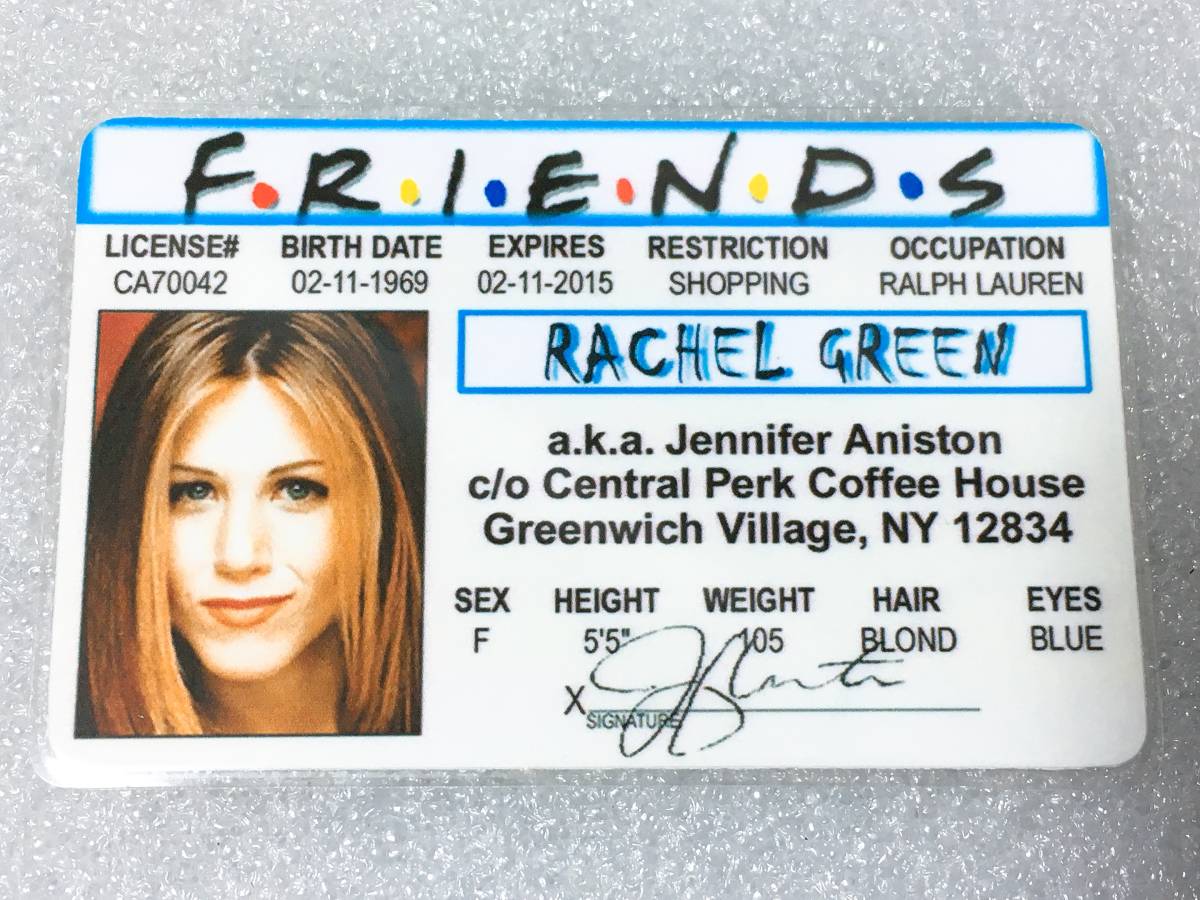 F•R•I•E•N•D•S
LICENSE# BIRTH DATE EXPIRES RESTRICTION OCCUPATION
CA70042 02-11-1969 02-11-2015 SHOPPING RALPH LAUREN
RACHEL GREEN
a.k.a. Jennifer Aniston
c/o Central Perk Coffee House
Greenwich Village, NY 12834
SEX HEIGHT WEIGHT HAIR EYES
F 5'5" 105 BLOND BLUE
X
SIGNATURE